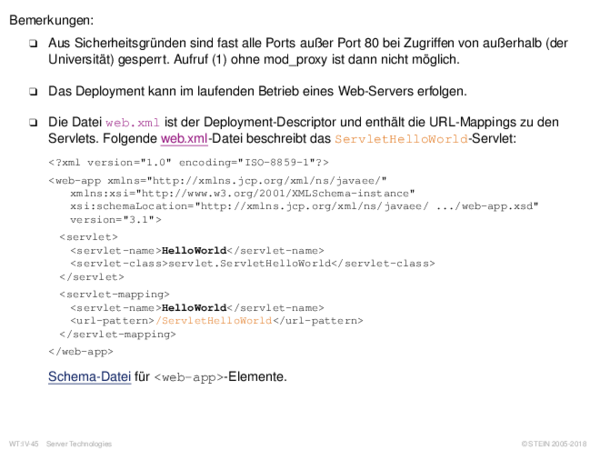 Bemerkungen:
❑ Aus Sicherheitsgründen sind fast alle Ports außer Port 80 bei Zugriffen von außerhalb (der
Universität) gesperrt. Aufruf (1) ohne mod_proxy ist dann nicht möglich.
❑ Das Deployment kann im laufenden Betrieb eines Web-Servers erfolgen.
❑ Die Datei web.xml ist der Deployment-Descriptor und enthält die URL-Mappings zu den
Servlets. Folgende web.xml-Datei beschreibt das ServletHelloWorld-Servlet:
<?xml version="1.0" encoding="ISO-8859-1"?>
<web-app xmlns="http://xmlns.jcp.org/xml/ns/javaee/"
xmlns:xsi="http://www.w3.org/2001/XMLSchema-instance"
xsi:schemaLocation="http://xmlns.jcp.org/xml/ns/javaee/ .../web-app.xsd"
version="3.1">
<servlet>
<servlet-name>HelloWorld</servlet-name>
<servlet-class>servlet.ServletHelloWorld</servlet-class>
</servlet>
<servlet-mapping>
<servlet-name>HelloWorld</servlet-name>
<url-pattern>/ServletHelloWorld</url-pattern>
</servlet-mapping>
</web-app>
Schema-Datei für <web-app>-Elemente.
WT:IV-45 Server Technologies © STEIN 2005-2018